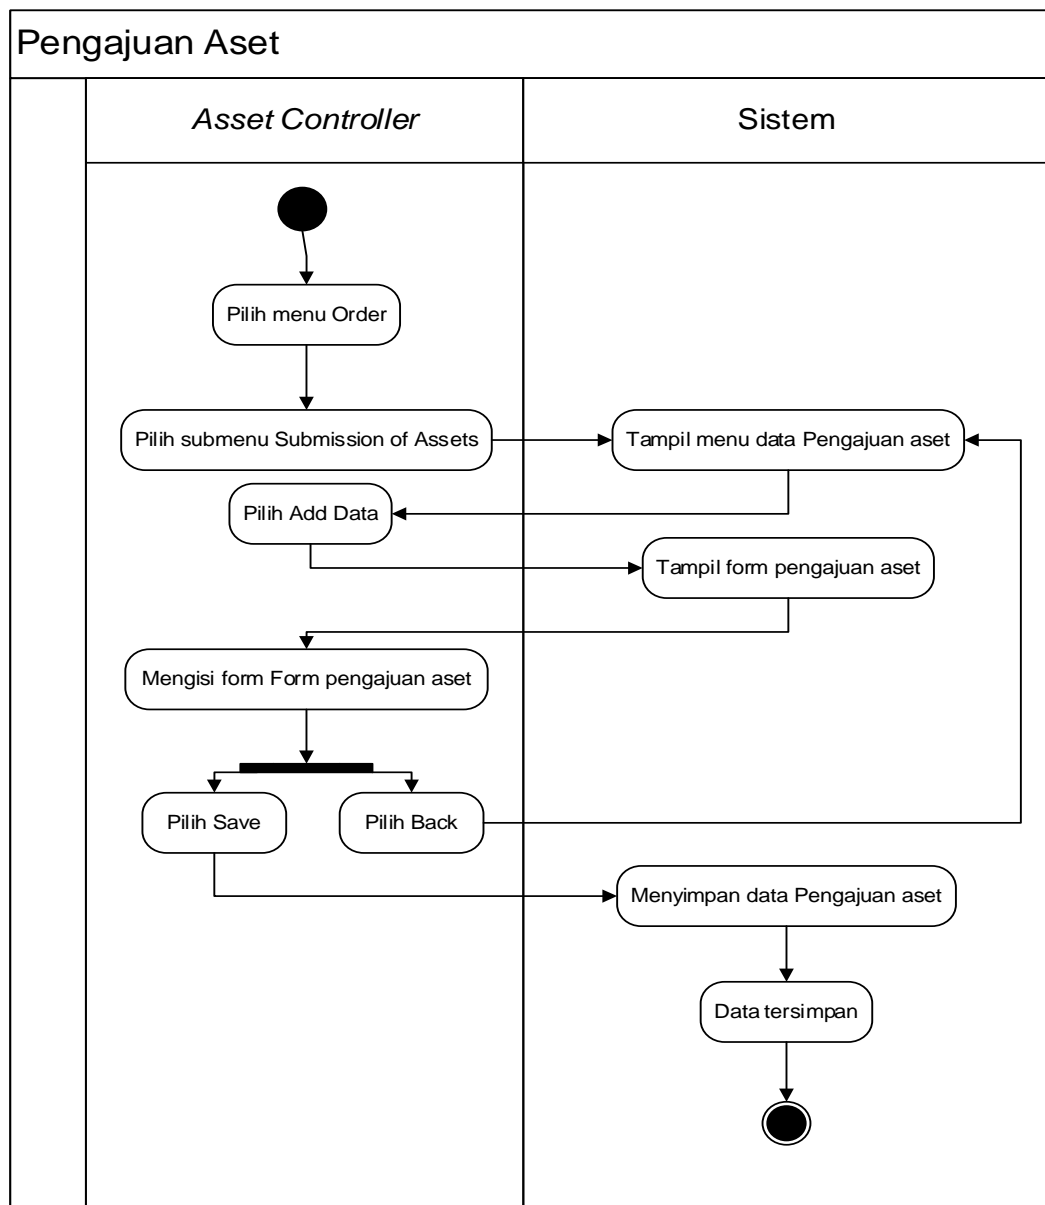 Pengajuan Aset
Asset Controller
Sistem
Pilih menu Order
Pilih submenu Submission of Assets
Tampil menu data Pengajuan aset
Pilih Add Data
Tampil form pengajuan aset
Mengisi form Form pengajuan aset
Pilih Save
Pilih Back
Menyimpan data Pengajuan aset
Data tersimpan